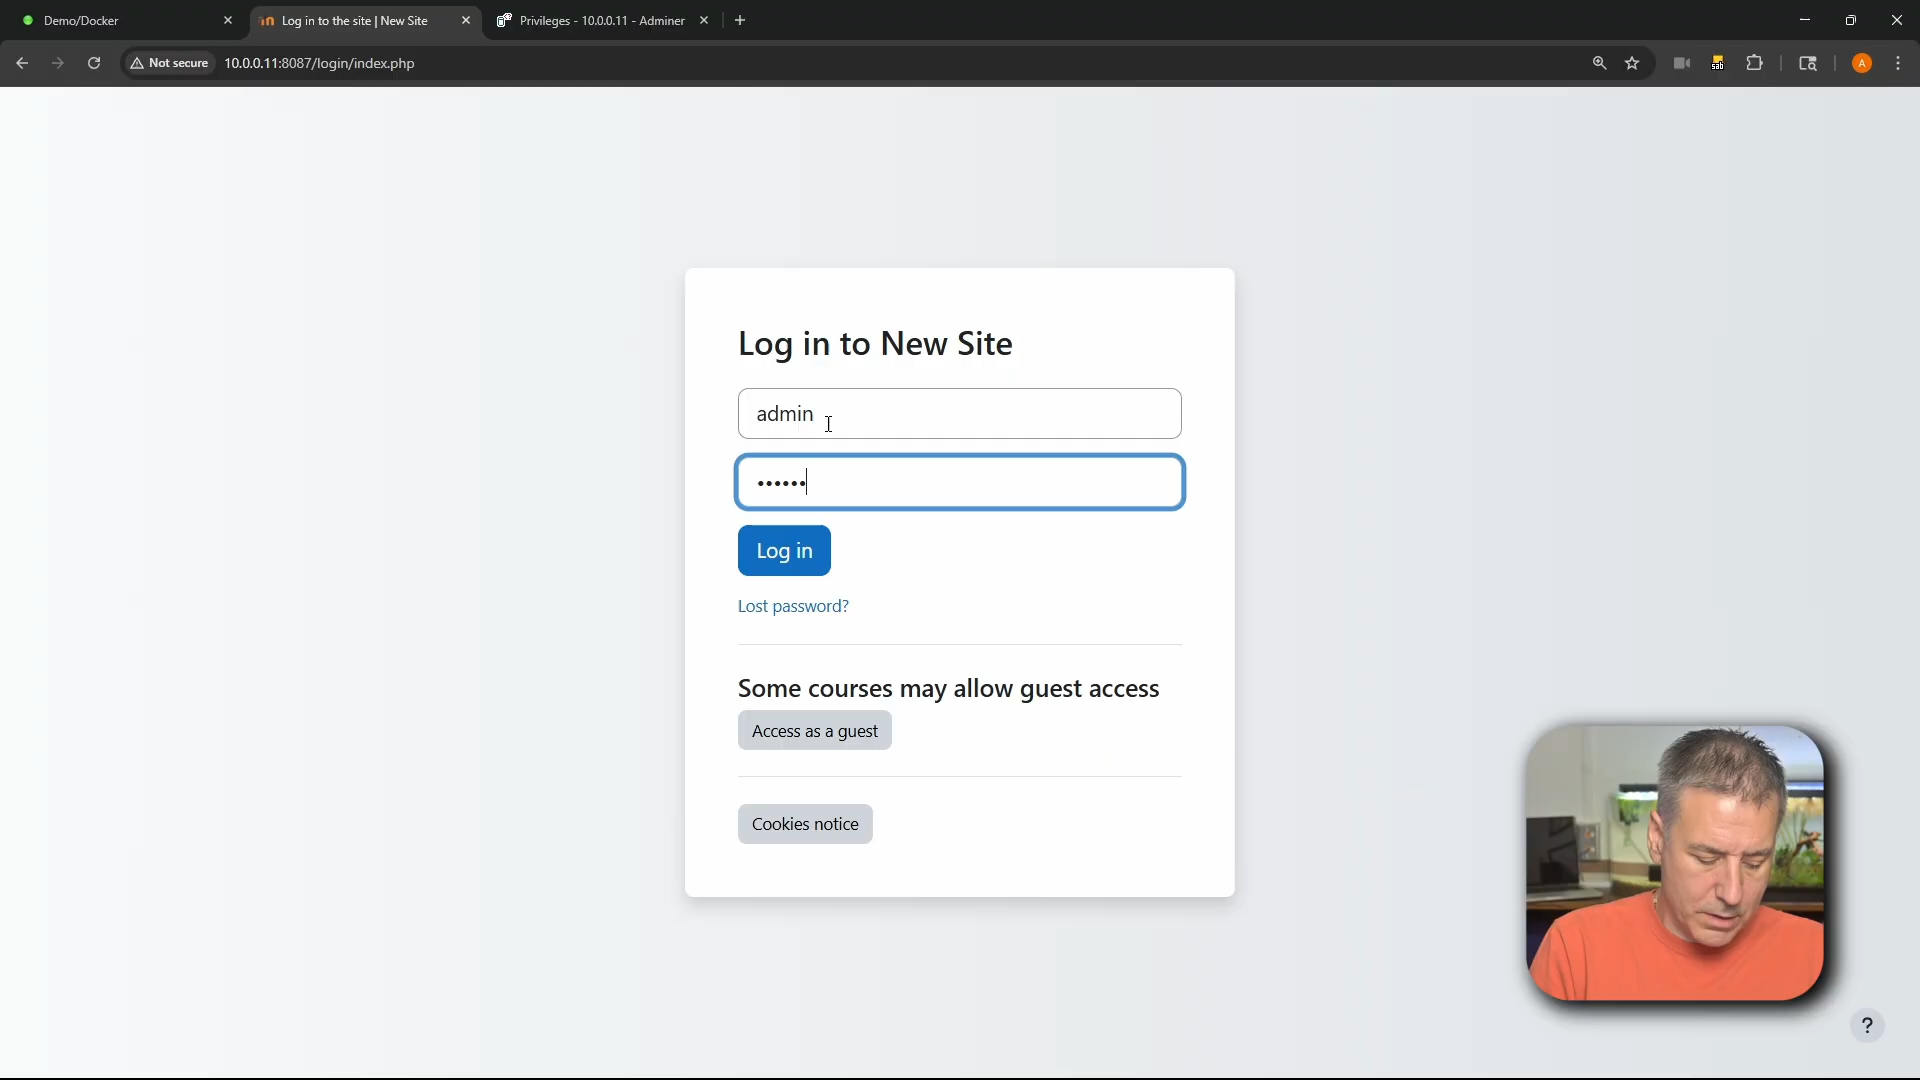 Demo/Docker
Log in to the site | New Site
Privileges - 10.0.0.11 - Adminer
Not secure
10.0.0.11:8087/login/index.php
sab
A
Log in to New Site
admin
••••••
Log in
Lost password?
Some courses may allow guest access
Access as a guest
Cookies notice
?